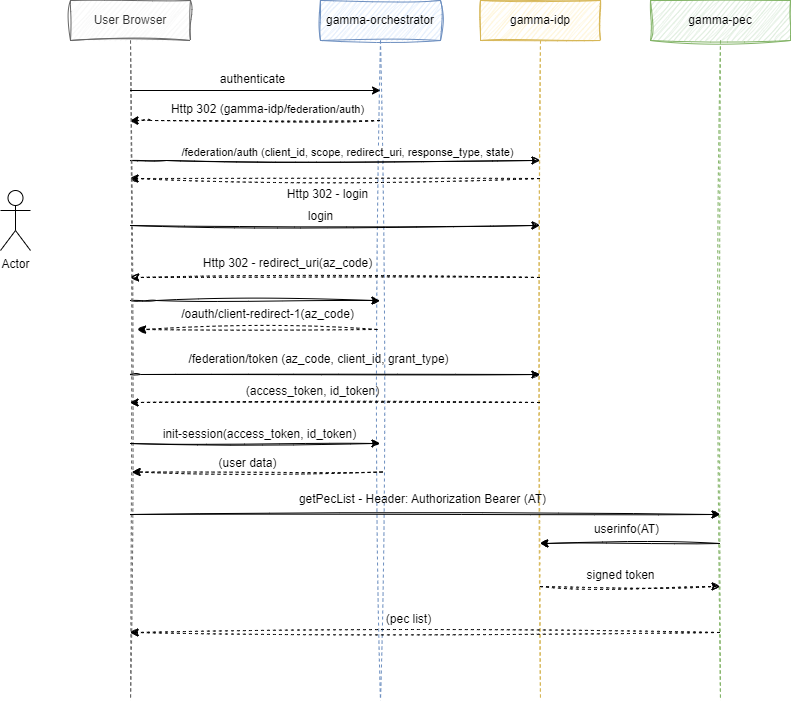 User Browser
gamma-orchestrator
gamma-idp
gamma-pec
authenticate
Http 302 (gamma-idp/federation/auth)
/federation/auth (client_id, scope, redirect_uri, response_type, state)
Http 302 - login
login
Actor
Http 302 - redirect_uri(az_code)
/oauth/client-redirect-1(az_code)
/federation/token (az_code, client_id, grant_type)
(access_token, id_token)
init-session(access_token, id_token)
(user data)
getPecList - Header: Authorization Bearer (AT)
userinfo(AT)
signed token
(pec list)